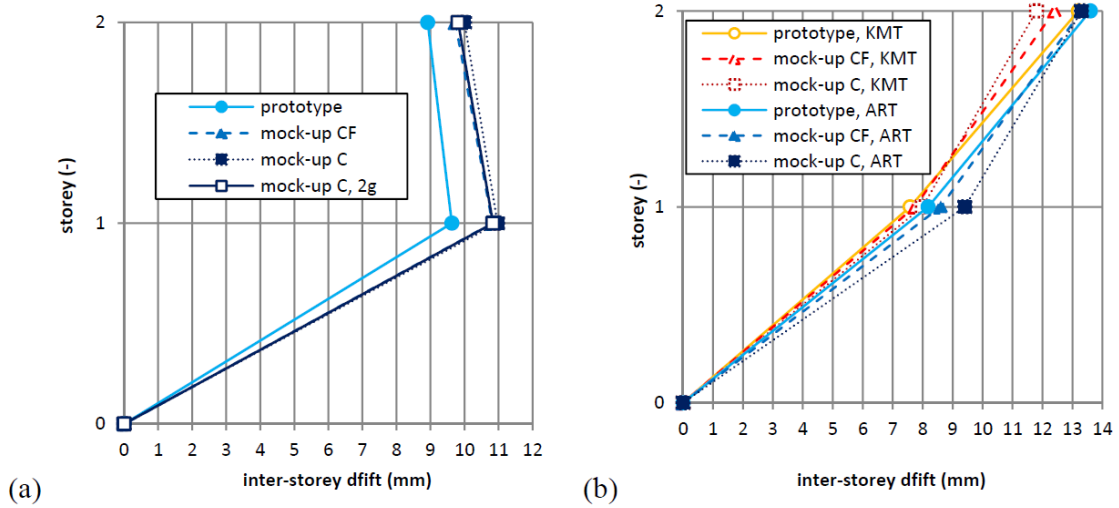 2
1
0
storey (-)
prototype
mock-up CF
mock-up C
mock-up C, 2g
0 1 2 3 4 5 6 7 8 9 10 11 12
inter-storey dfift (mm)
(a)
2
1
0
storey (-)
prototype, KMT
mock-up CF, KMT
mock-up C, KMT
prototype, ART
mock-up CF, ART
mock-up C, ART
0 1 2 3 4 5 6 7 8 9 10 11 12 13 14
inter-storey dfift (mm)
(b)